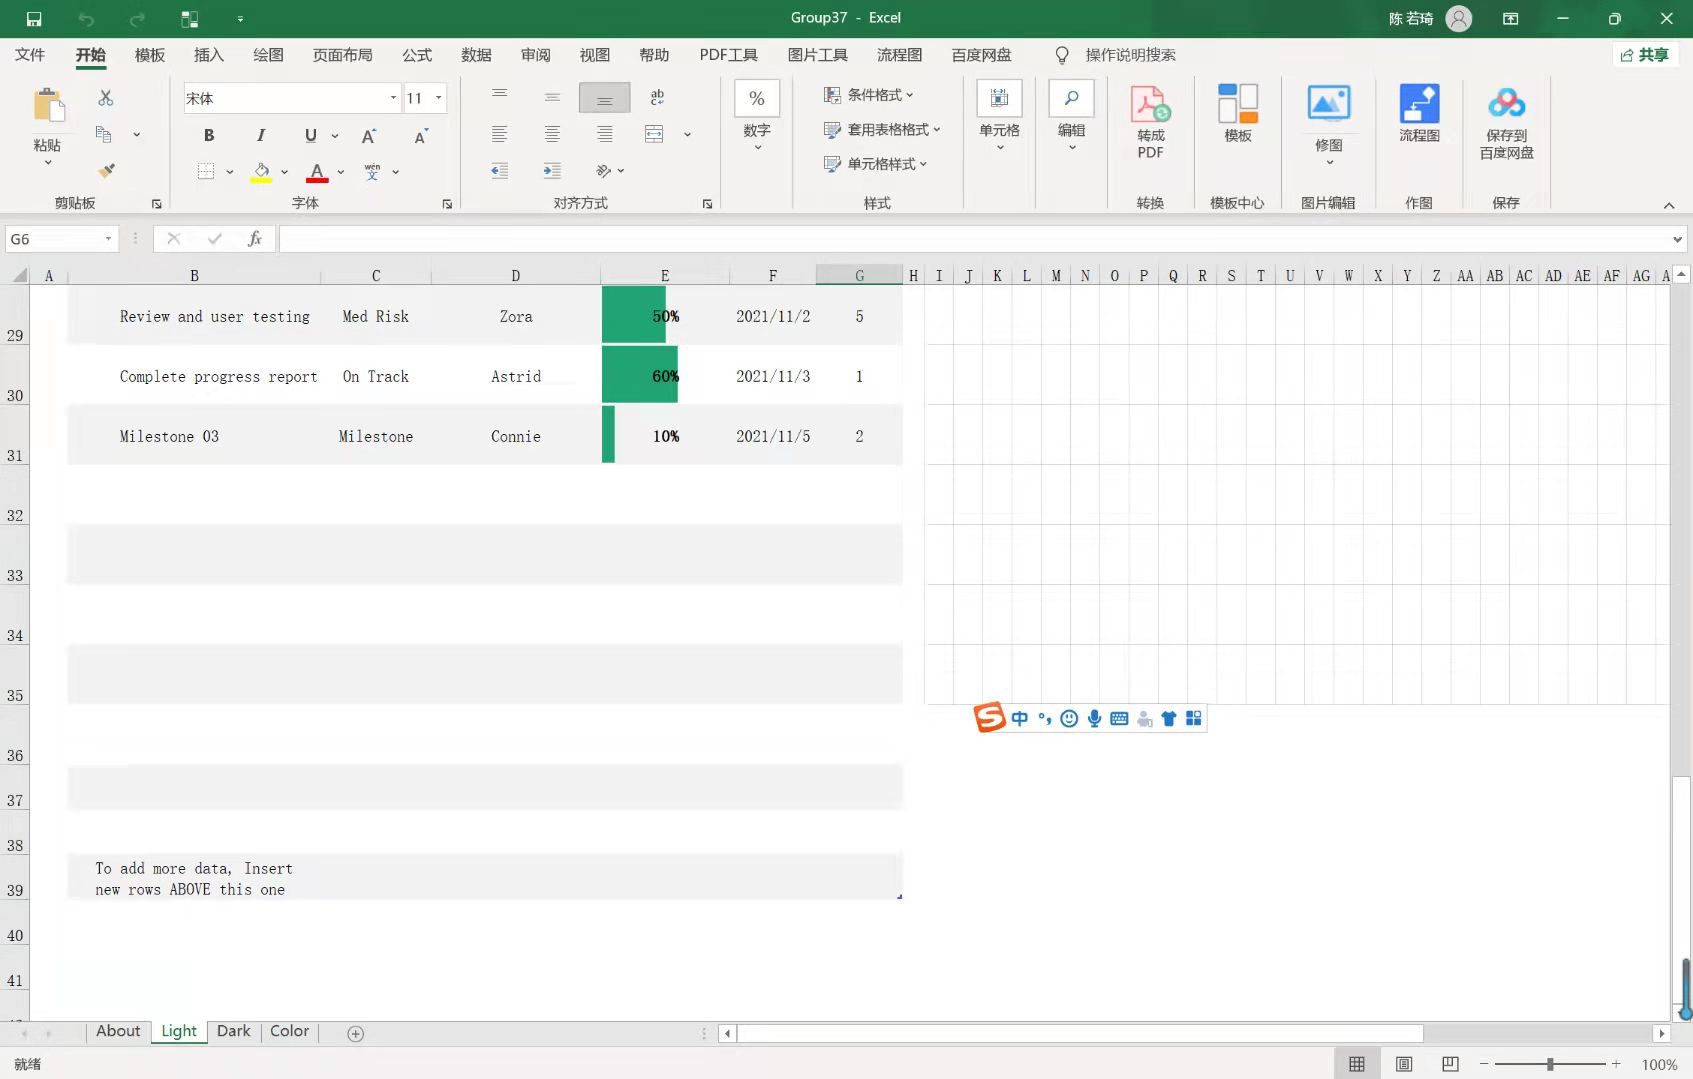 Group37 - Excel
陈 若琦
文件 开始 模板 插入 绘图 页面布局 公式 数据 审阅 视图 帮助 PDF工具 图片工具 流程图 百度网盘 操作说明搜索 共享
粘贴
剪贴板
宋体 11
B I U A A
A wén 文
字体
ab c
对齐方式
%
数字
条件格式
套用表格格式
单元格样式
样式
单元格
编辑
转成 PDF
转换
模板
模板中心
修图
图片编辑
流程图
作图
保存到 百度网盘
保存
G6 fx
A B C D E F G H I J K L M N O P Q R S T U V W X Y Z AA AB AC AD AE AF AG A
29 Review and user testing Med Risk Zora 50% 2021/11/2 5
30 Complete progress report On Track Astrid 60% 2021/11/3 1
31 Milestone 03 Milestone Connie 10% 2021/11/5 2
32
33
34
35
S 中
36
37
38
39 To add more data, Insert
new rows ABOVE this one
40
41
About Light Dark Color
就绪 100%